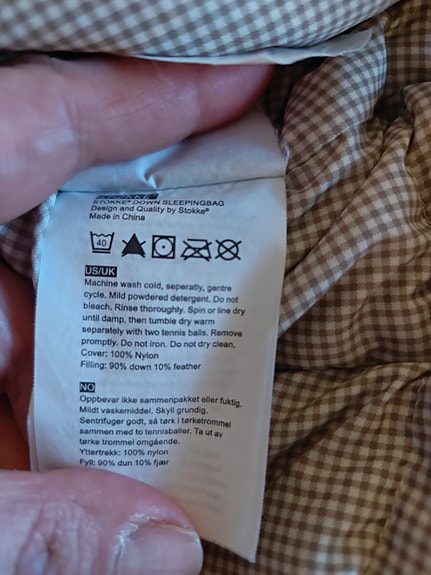 STOKKE
STOKKE® DOWN SLEEPINGBAG
Design and Quality by Stokke®
Made in China
40
US/UK
Machine wash cold, seperatly, gentre
cycle. Mild powdered detergent. Do not
bleach. Rinse thoroughly. Spin or line dry
until damp, then tumble dry warm
separately with two tennis balls. Remove
promptly. Do not iron. Do not dry clean.
Cover: 100% Nylon
Filling: 90% down 10% feather
NO
Oppbevar ikke sammenpakket eller fuktig.
Mildt vaskemiddel. Skyll grundig.
Sentrifuger godt, så tørk i tørketrommel
sammen med to tennisballer. Ta ut av
tørke trommel omgående.
Yttertrekk: 100% nylon
Fyll: 90% dun 10% fjær